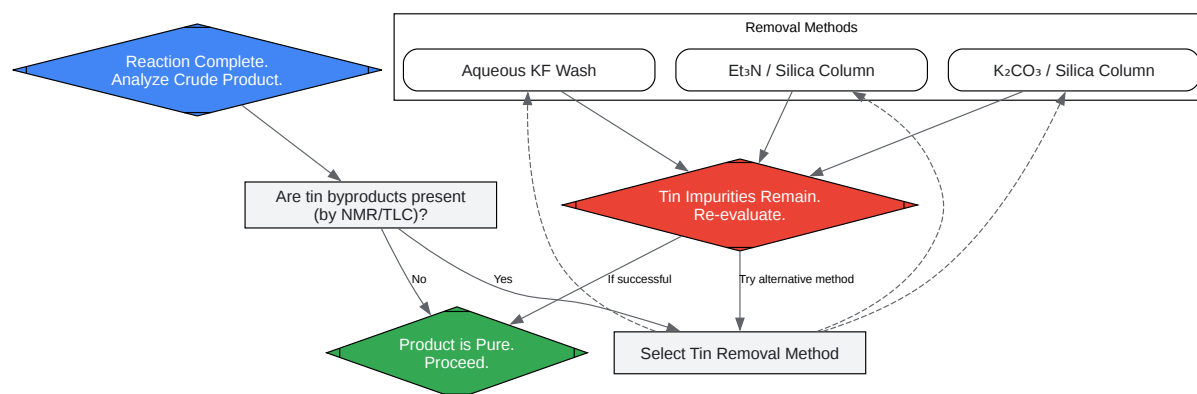 Removal Methods
Reaction Complete.
Analyze Crude Product.
Aqueous KF Wash
Et₃N / Silica Column
K₂CO₃ / Silica Column
Are tin byproducts present
(by NMR/TLC)?
Tin Impurities Remain.
Re-evaluate.
No
Yes
If successful
Try alternative method
Product is Pure.
Proceed.
Select Tin Removal Method